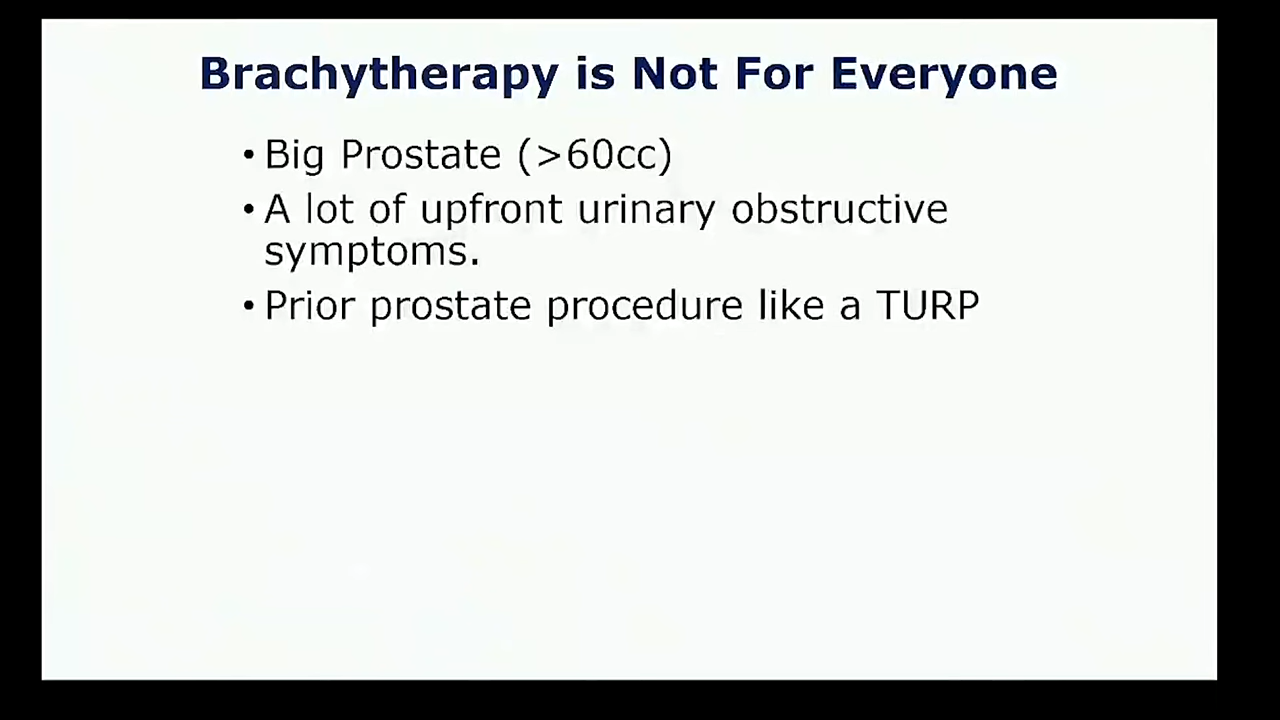 Brachytherapy is Not For Everyone
• Big Prostate (>60cc)
• A lot of upfront urinary obstructive
symptoms.
• Prior prostate procedure like a TURP